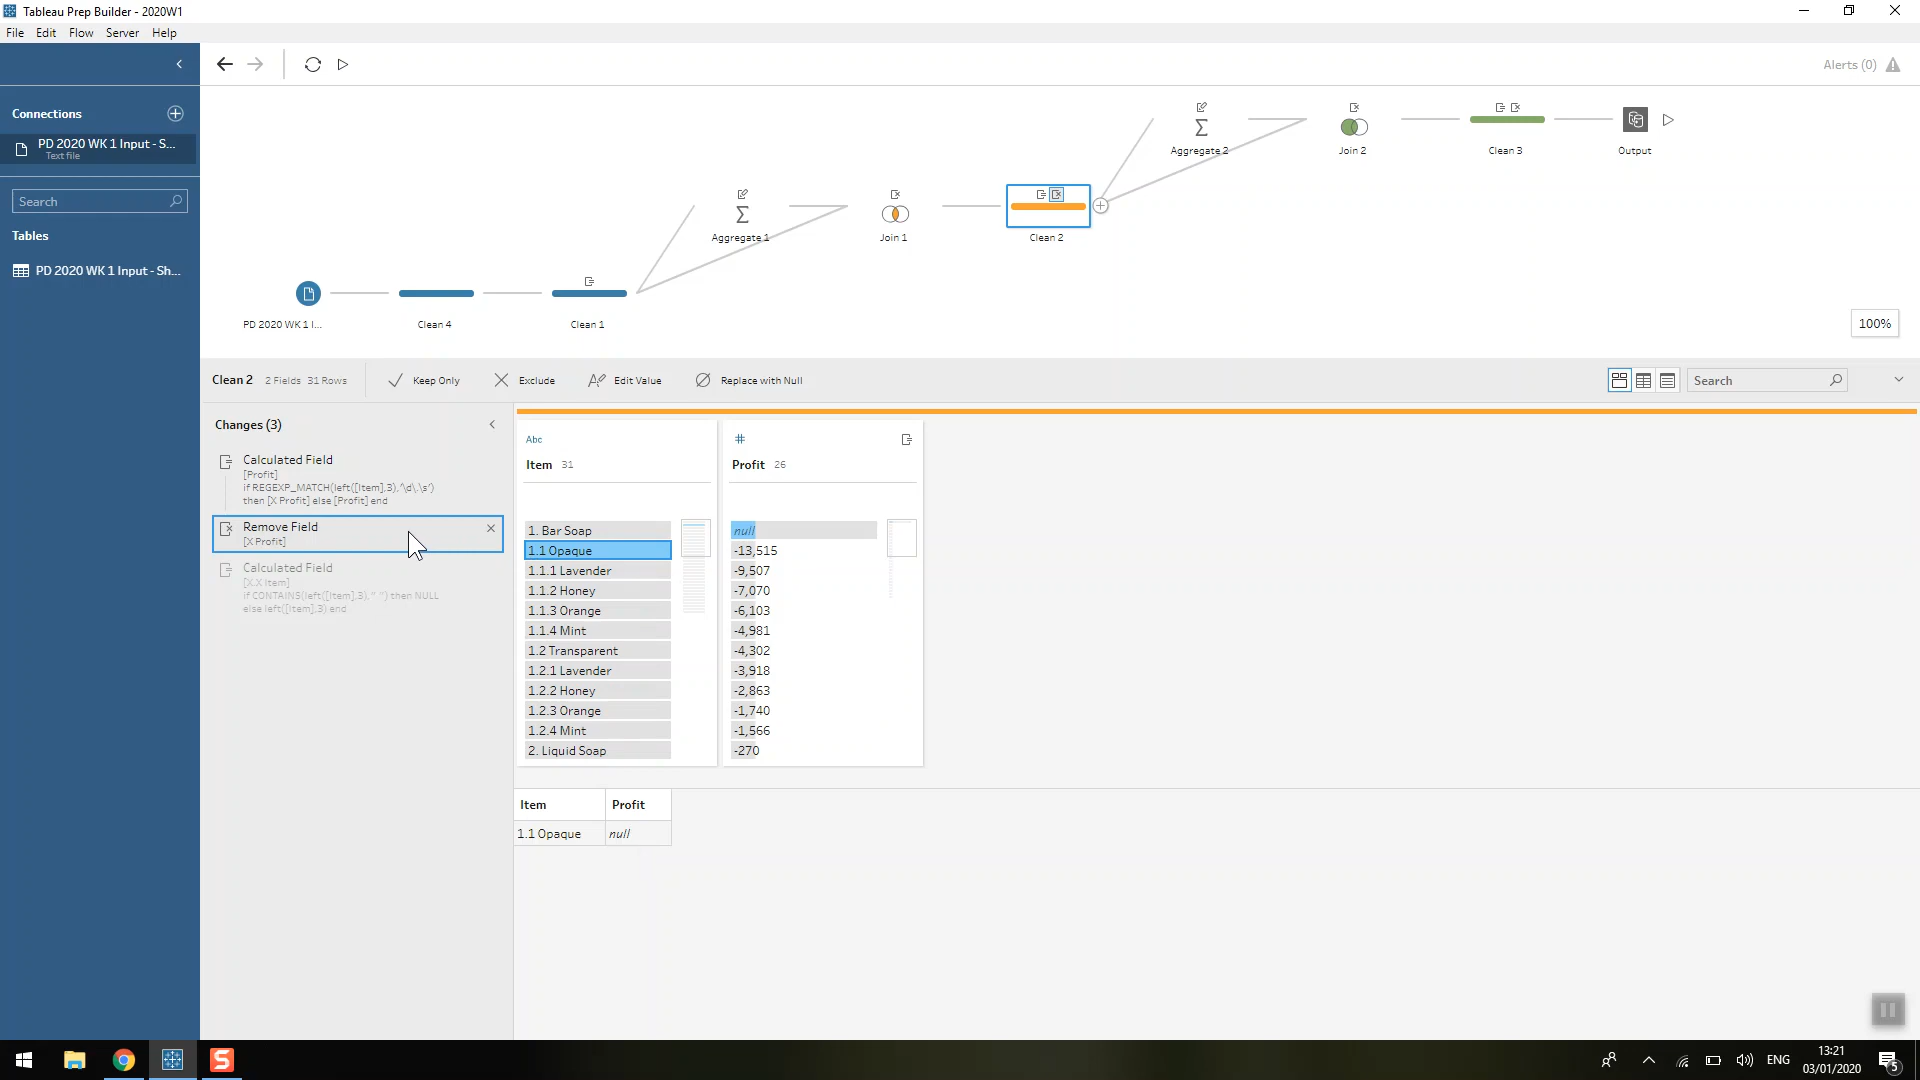 Tableau Prep Builder - 2020W1
File Edit Flow Server Help
Alerts (0)
Connections
PD 2020 WK 1 Input - S...
Text file
Search
Tables
PD 2020 WK 1 Input - Sh...
Aggregate 2
Join 2
Clean 3
Output
Aggregate 1
Join 1
Clean 2
PD 2020 WK 1 I...
Clean 4
Clean 1
100%
Clean 2 2 Fields 31 Rows
Keep Only
Exclude
Edit Value
Replace with Null
Search
Changes (3)
Calculated Field
[Profit]
if REGEXP_MATCH(left([Item],3),'\d\.\s')
then [X Profit] else [Profit] end
Remove Field
[X Profit]
Calculated Field
[X.X Item]
if CONTAINS(left([Item],3)," ") then NULL
else left([Item],3) end
Abc
Item 31
1. Bar Soap
1.1 Opaque
1.1.1 Lavender
1.1.2 Honey
1.1.3 Orange
1.1.4 Mint
1.2 Transparent
1.2.1 Lavender
1.2.2 Honey
1.2.3 Orange
1.2.4 Mint
2. Liquid Soap
#
Profit 26
null
-13,515
-9,507
-7,070
-6,103
-4,981
-4,302
-3,918
-2,863
-1,740
-1,566
-270
Item Profit
1.1 Opaque null
S
ENG
13:21
03/01/2020
5